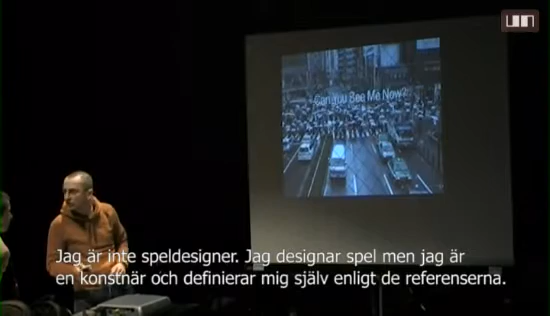 Can You See Me Now?
Jag är inte speldesigner. Jag designar spel men jag är
en konstnär och definierar mig själv enligt de referenserna.